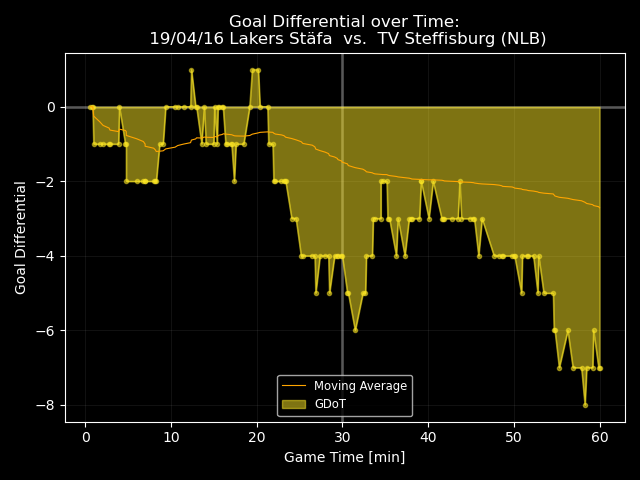 Goal Differential over Time:
19/04/16 Lakers Stäfa  vs.  TV Steffisburg (NLB)
Goal Differential
0
−2
−4
−6
−8
Moving Average
GDoT
0 10 20 30 40 50 60
Game Time [min]